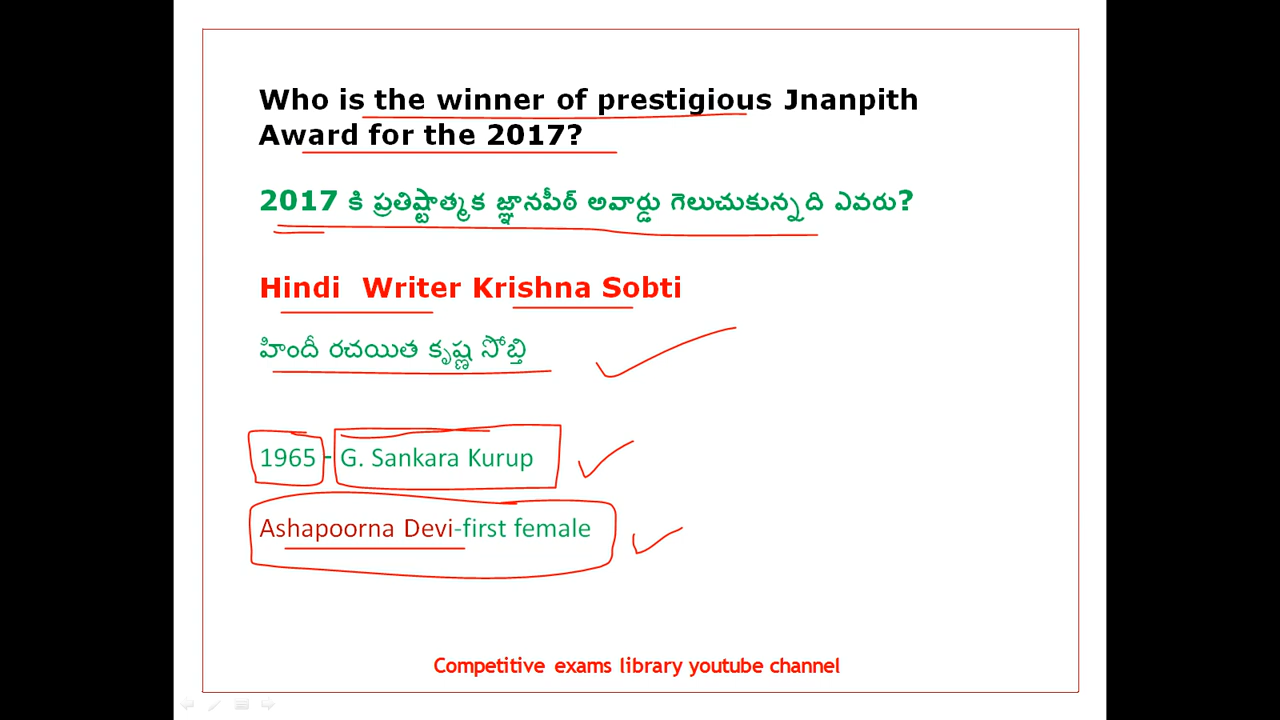 Who is the winner of prestigious Jnanpith
Award for the 2017?
2017 కి ప్రతిష్టాత్మక జ్ఞానపీఠ్ అవార్డు గెలుచుకున్నది ఎవరు?
Hindi Writer Krishna Sobti
హిందీ రచయిత కృష్ణ సోబ్తి
1965 - G. Sankara Kurup
Ashapoorna Devi-first female
Competitive exams library youtube channel